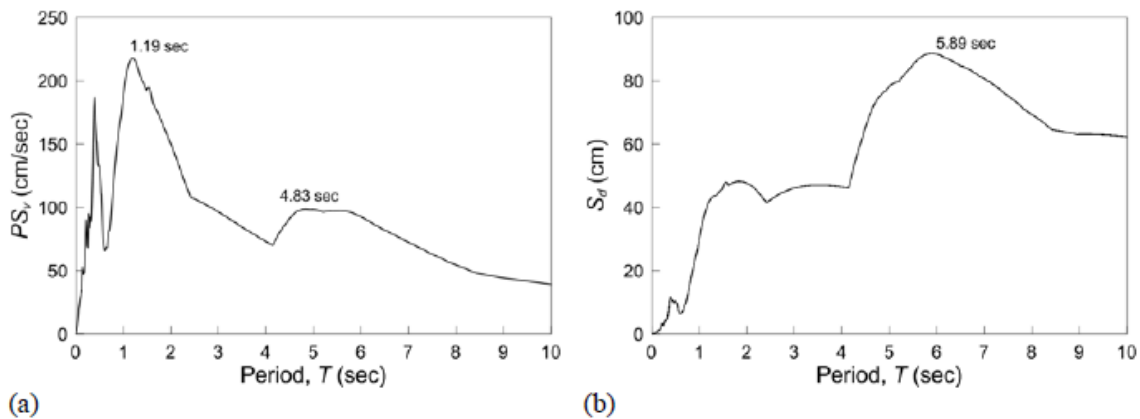 250
200
150
100
50
0
PSv (cm/sec)
1.19 sec
4.83 sec
0 1 2 3 4 5 6 7 8 9 10
Period, T (sec)
(a)
100
80
60
40
20
0
Sd (cm)
5.89 sec
0 1 2 3 4 5 6 7 8 9 10
Period, T (sec)
(b)